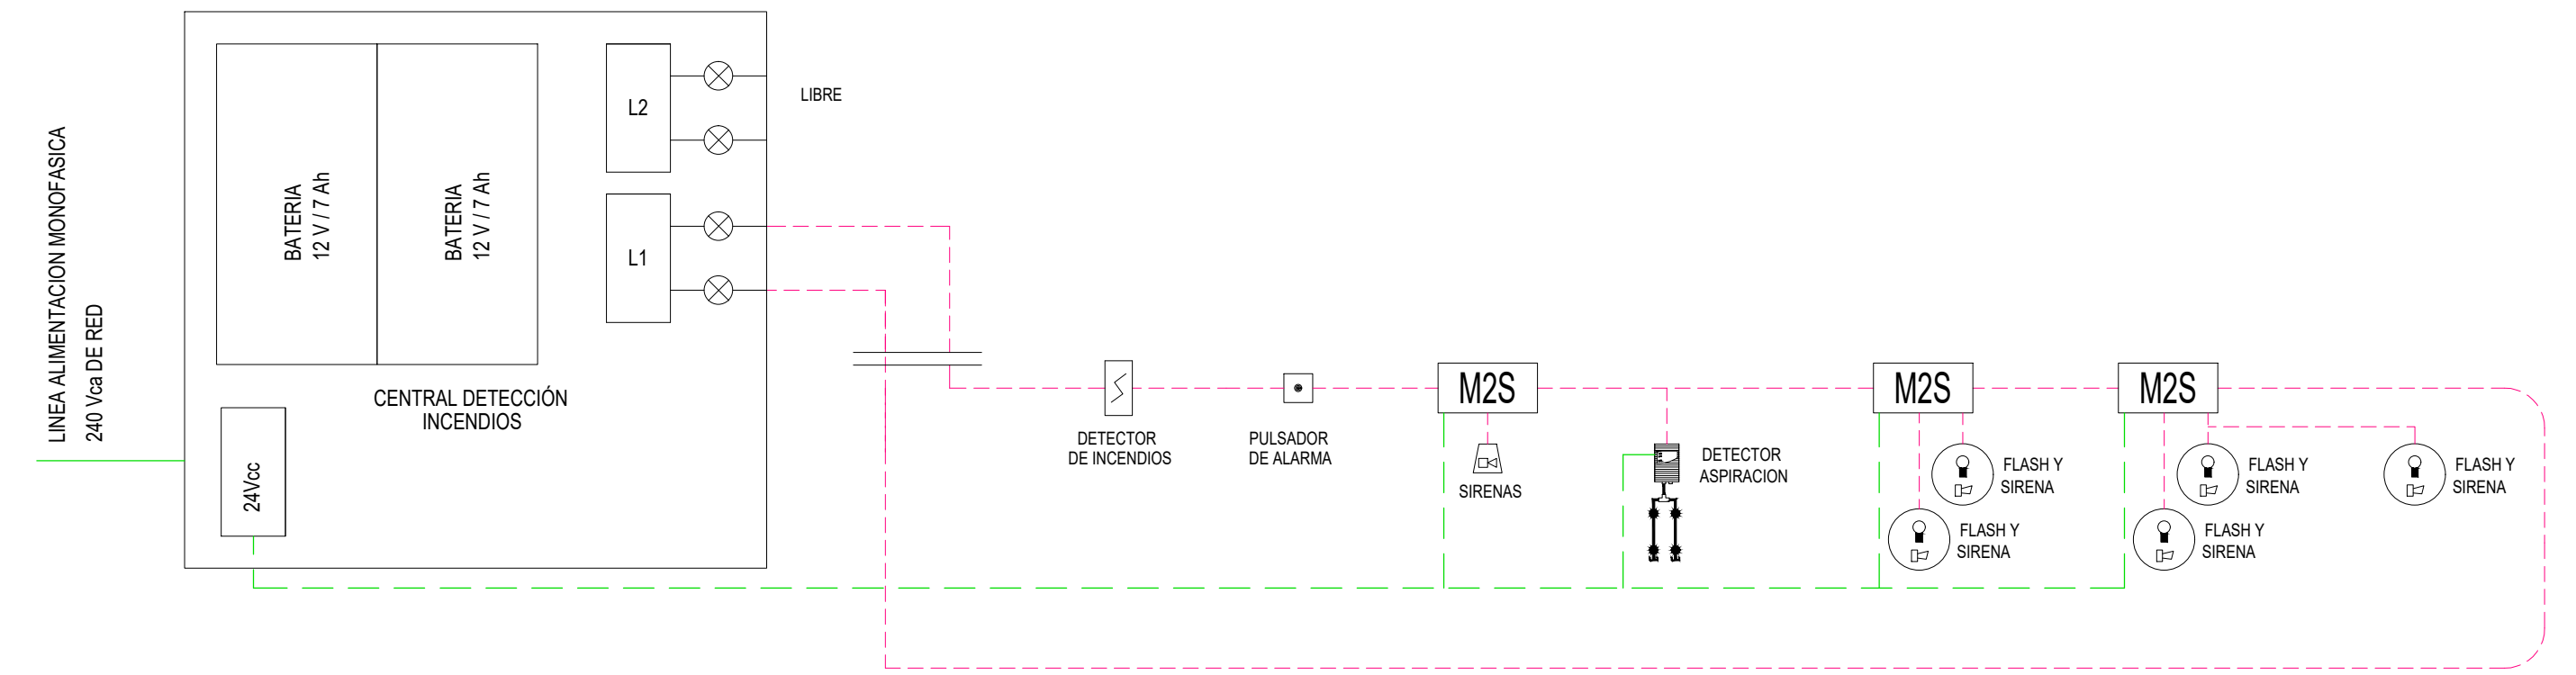 LINEA ALIMENTACION MONOFASICA
240 Vca DE RED
BATERIA
12 V / 7 Ah
BATERIA
12 V / 7 Ah
L2
LIBRE
L1
CENTRAL DETECCIÓN
INCENDIOS
24Vcc
DETECTOR
DE INCENDIOS
PULSADOR
DE ALARMA
M2S
SIRENAS
DETECTOR
ASPIRACION
M2S
FLASH Y
SIRENA
FLASH Y
SIRENA
M2S
FLASH Y
SIRENA
FLASH Y
SIRENA
FLASH Y
SIRENA